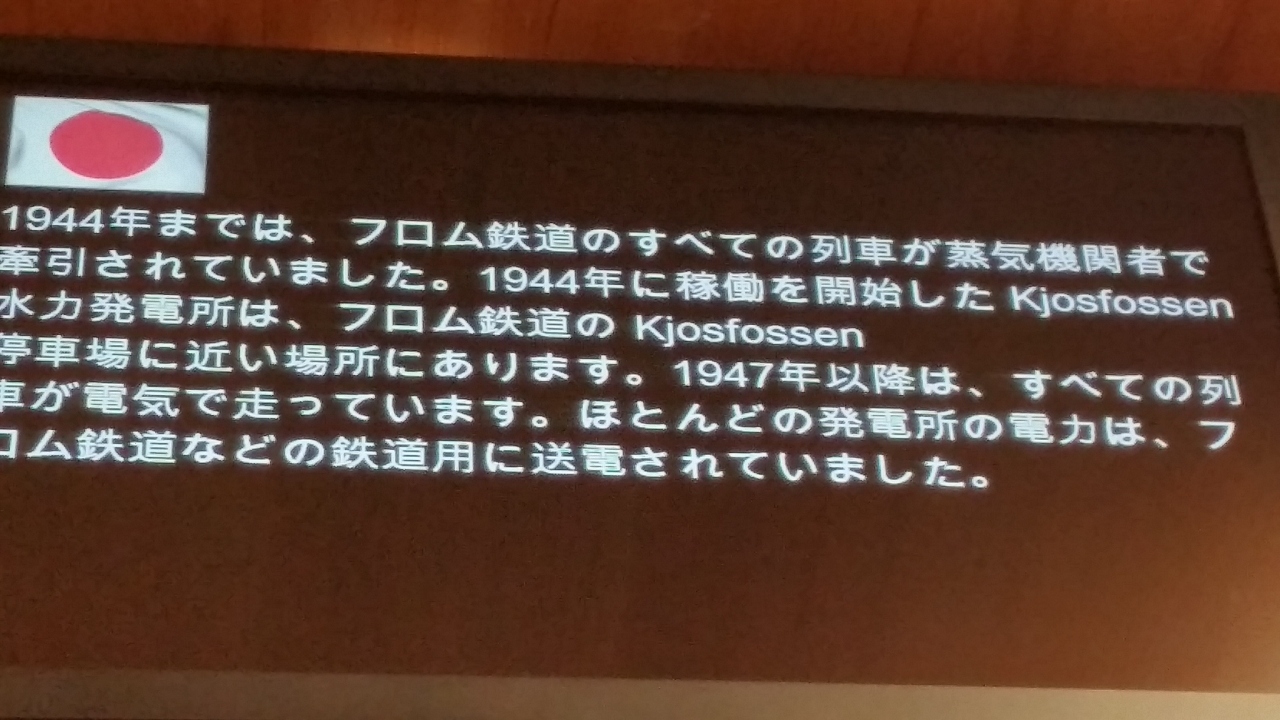 1944年までは、フロム鉄道のすべての列車が蒸気機関者で
牽引されていました。1944年に稼働を開始した Kjosfossen
水力発電所は、フロム鉄道の Kjosfossen
停車場に近い場所にあります。1947年以降は、すべての列
車が電気で走っています。ほとんどの発電所の電力は、フ
ロム鉄道などの鉄道用に送電されていました。